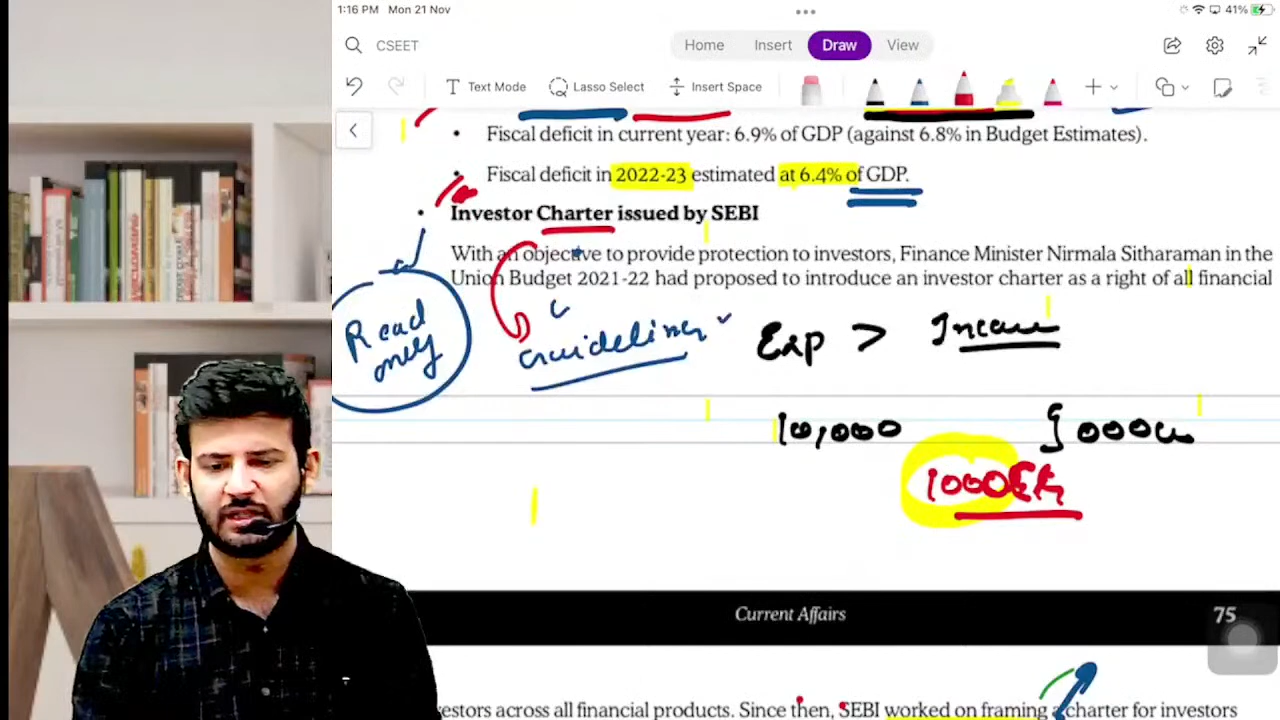 1:16 PM Mon 21 Nov
41%
CSEET
Home Insert Draw View
Text Mode Lasso Select Insert Space
• Fiscal deficit in current year: 6.9% of GDP (against 6.8% in Budget Estimates).
• Fiscal deficit in 2022-23 estimated at 6.4% of GDP.
• Investor Charter issued by SEBI
With an objective to provide protection to investors, Finance Minister Nirmala Sitharaman in the
Union Budget 2021-22 had proposed to introduce an investor charter as a right of all financial
Read
only
Guidelines
Exp > Income
10,000
1000
Current Affairs 75
estors across all financial products. Since then, SEBI worked on framing a charter for investors